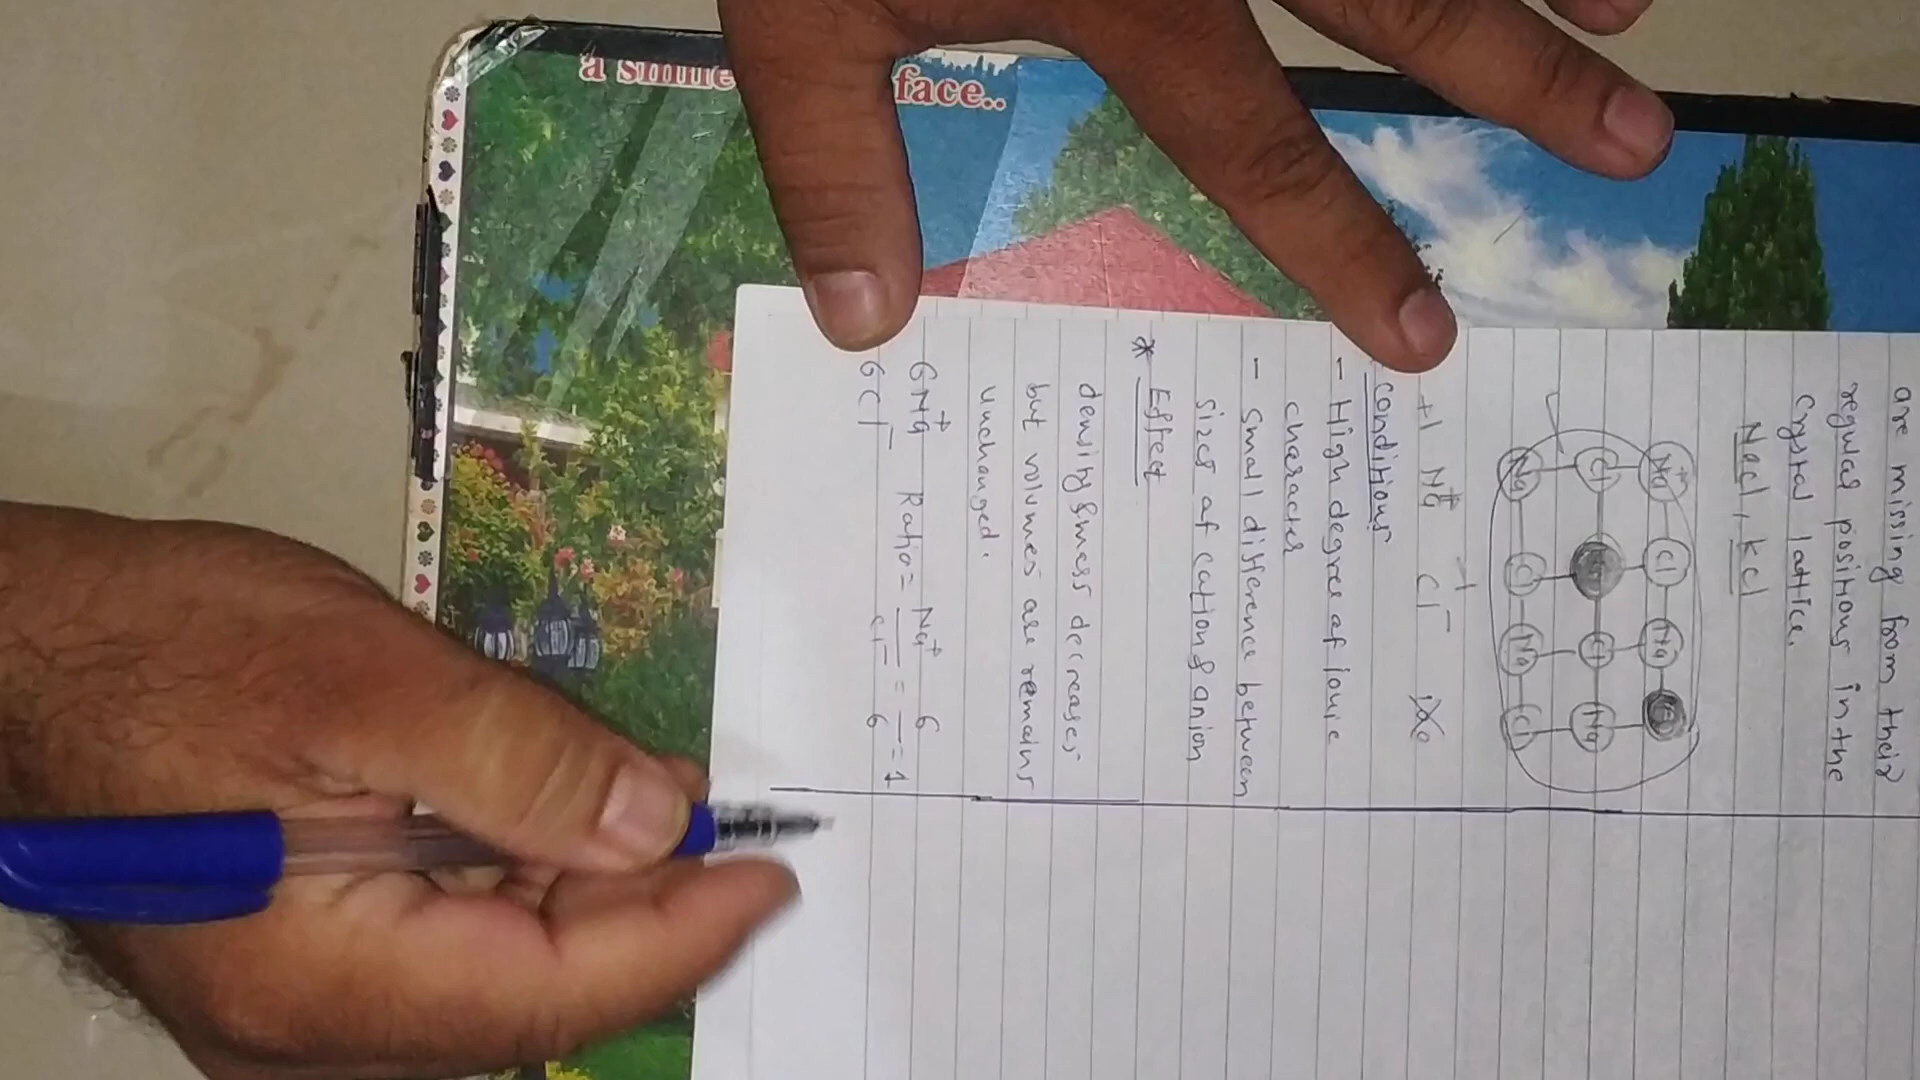 a smile face..
are missing from their
regular positions in the
crystal lattice.
Nacl, kcl
Na+ Cl Na Cl
Cl Na Cl Na
Na Cl Na Cl
+1 Na+ Cl-
conditions
- High degree of ionic
character
- small difference between
sizes of cation & anion
* Effect
density & mass decreases
but volumes are remains
unchanged.
6Na+ Ratio = Na+/Cl- = 6/6 = 1
6Cl-